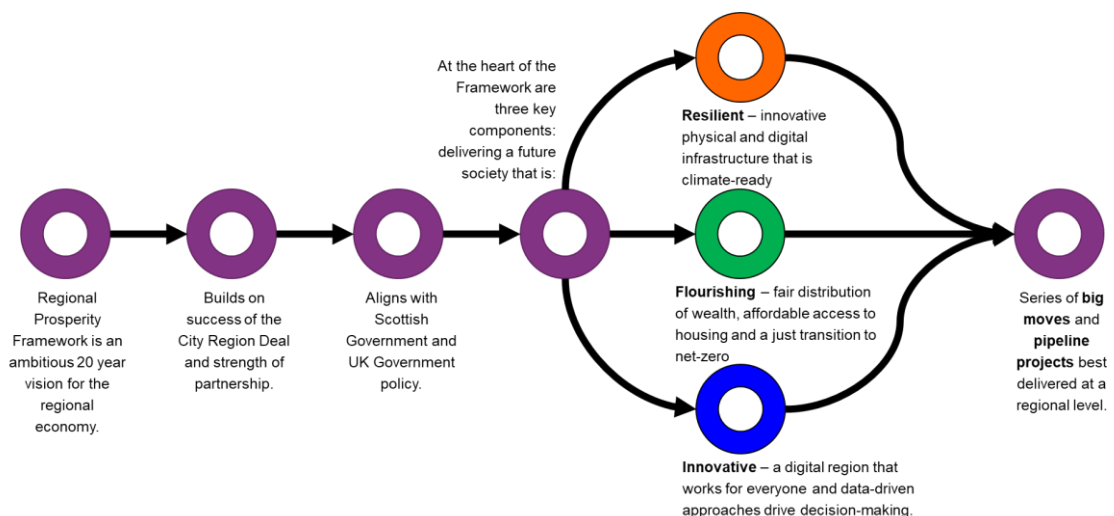 Regional
Prosperity
Framework is an
ambitious 20 year
vision for the
regional
economy.
Builds on
success of the
City Region Deal
and strength of
partnership.
Aligns with
Scottish
Government and
UK Government
policy.
At the heart of the
Framework are
three key
components:
delivering a future
society that is:
Resilient – innovative
physical and digital
infrastructure that is
climate-ready
Flourishing – fair distribution
of wealth, affordable access to
housing and a just transition to
net-zero
Innovative – a digital region that
works for everyone and data-driven
approaches drive decision-making.
Series of big
moves and
pipeline
projects best
delivered at a
regional level.